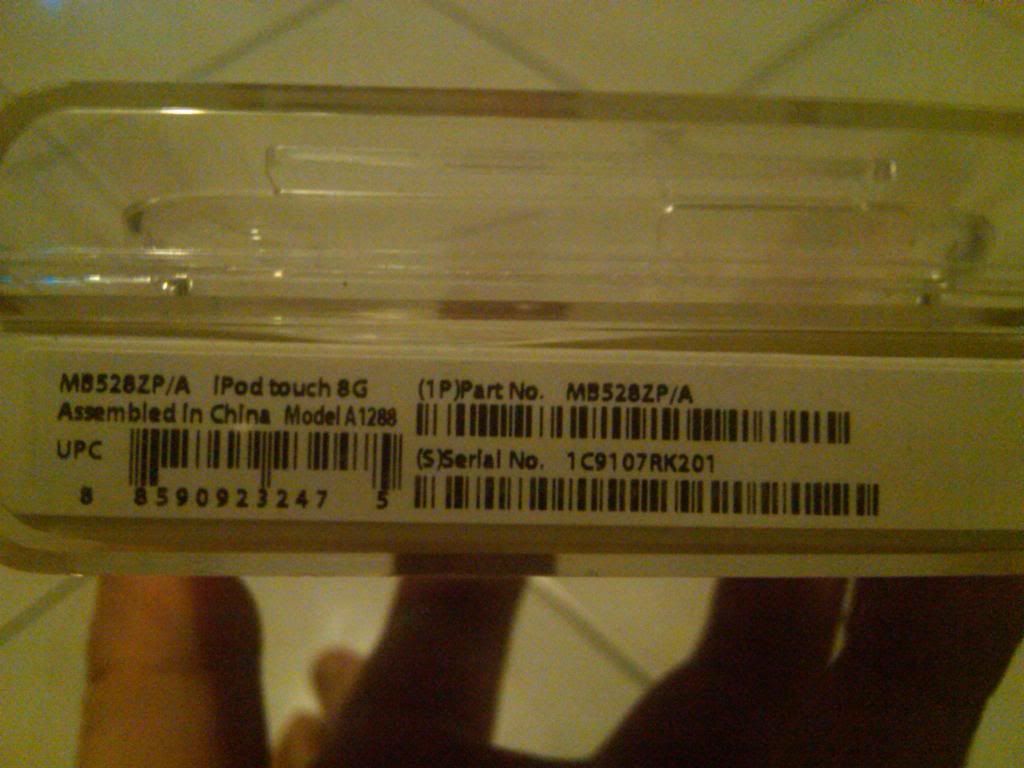 MB528ZP/A iPod touch 8G
Assembled in China Model A1288
UPC
8 8590923247 5
(1P)Part No. MB528ZP/A
(S)Serial No. 1C9107RK201